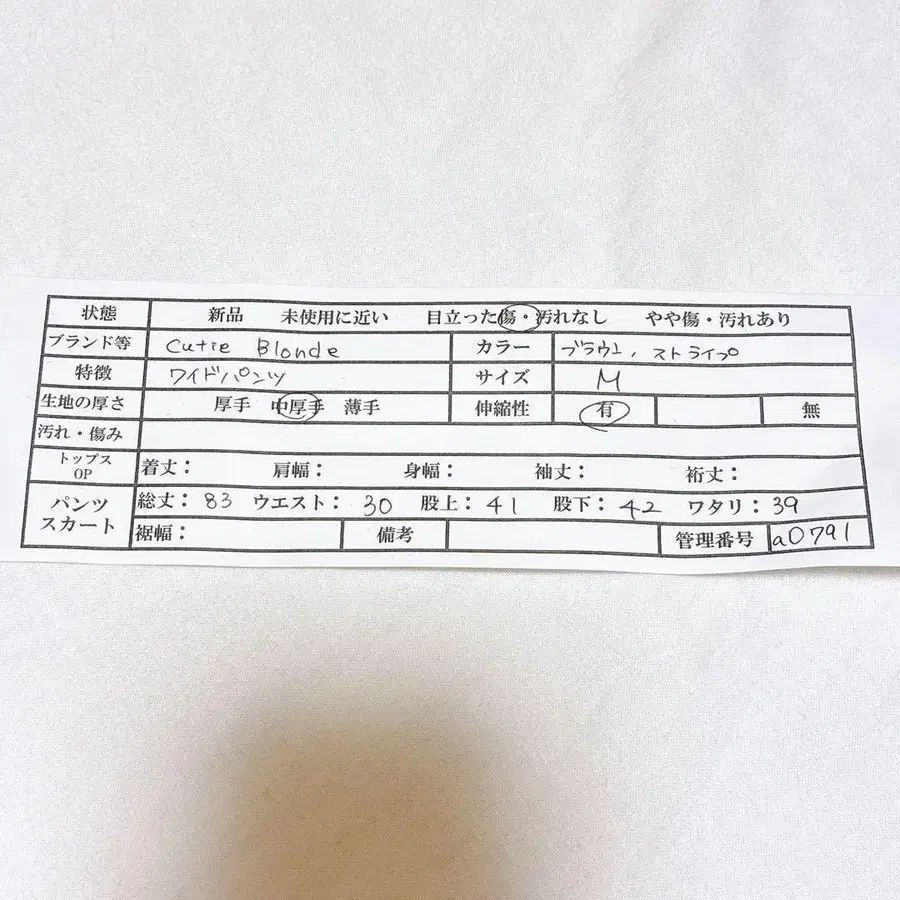 状態 新品 未使用に近い 目立った傷・汚れなし やや傷・汚れあり
ブランド等 Cutie Blonde カラー ブラウン, ストライプ
特徴 ワイドパンツ サイズ M
生地の厚さ 厚手 中厚手 薄手 伸縮性 有 無
汚れ・傷み
トップス OP 着丈: 肩幅: 身幅: 袖丈: 裄丈:
パンツ スカート 総丈: 83 ウエスト: 30 股上: 41 股下: 42 ワタリ: 39
裾幅: 備考 管理番号 a0791